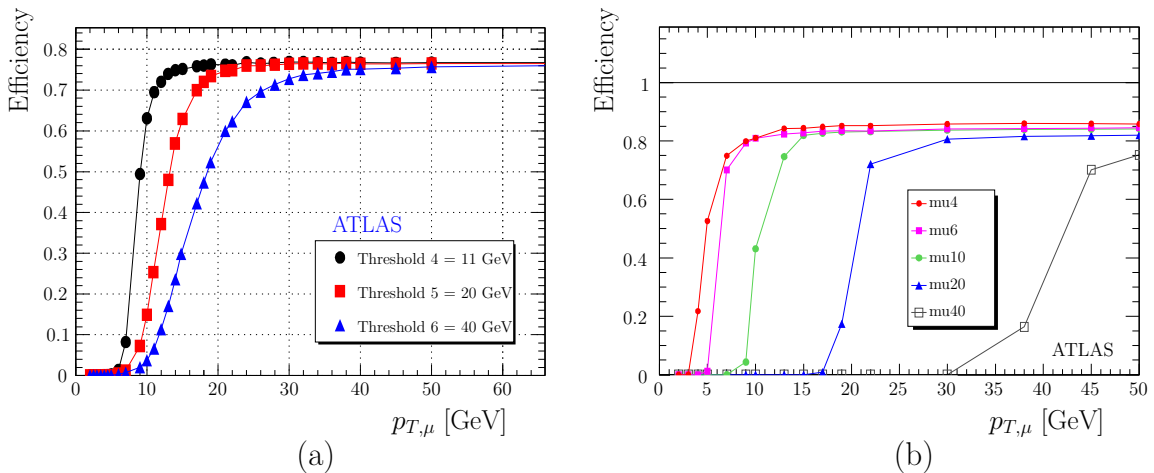 Efficiency
0.8
0.7
0.6
0.5
0.4
0.3
0.2
0.1
0
0 10 20 30 40 50 60
ATLAS
Threshold 4 = 11 GeV
Threshold 5 = 20 GeV
Threshold 6 = 40 GeV
p_{T,μ} [GeV]
(a)
Efficiency
1
0.8
0.6
0.4
0.2
0
0 5 10 15 20 25 30 35 40 45 50
mu4
mu6
mu10
mu20
mu40
ATLAS
p_{T,μ} [GeV]
(b)